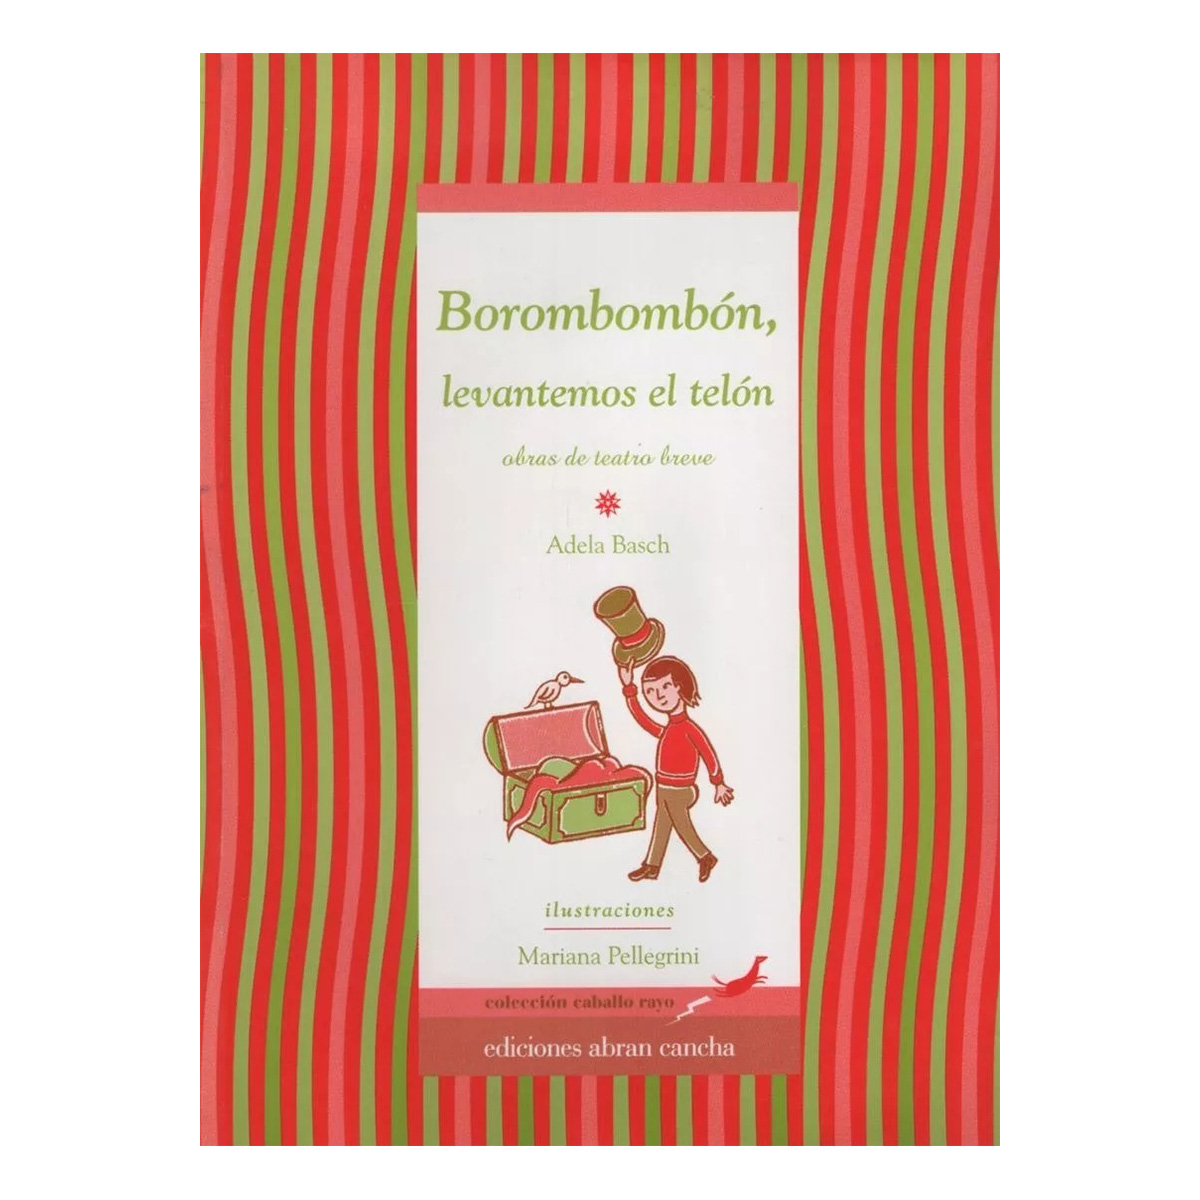 Borombombón,
levantemos el telón
obras de teatro breve
Adela Basch
ilustraciones
Mariana Pellegrini
colección caballo rayo
ediciones abran cancha